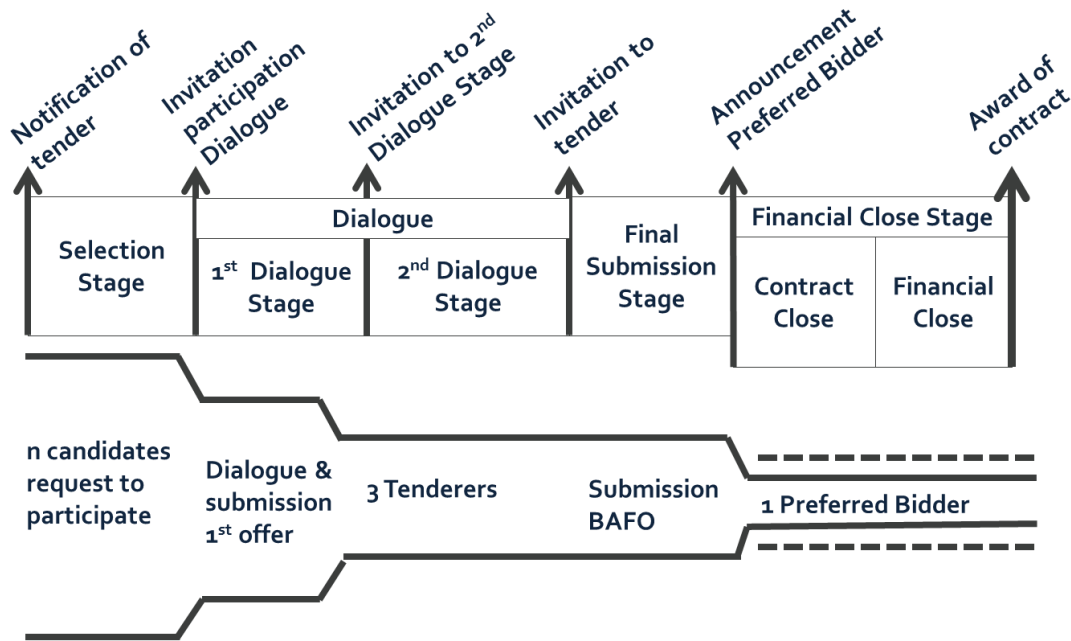 Notification of
tender
Invitation
participation
Dialogue
Invitation to 2nd
Dialogue Stage
Invitation to
tender
Announcement
Preferred Bidder
Award of
contract
Selection
Stage
Dialogue
1st Dialogue
Stage
2nd Dialogue
Stage
Final
Submission
Stage
Financial Close Stage
Contract
Close
Financial
Close
n candidates
request to
participate
Dialogue &
submission
1st offer
3 Tenderers
Submission
BAFO
1 Preferred Bidder